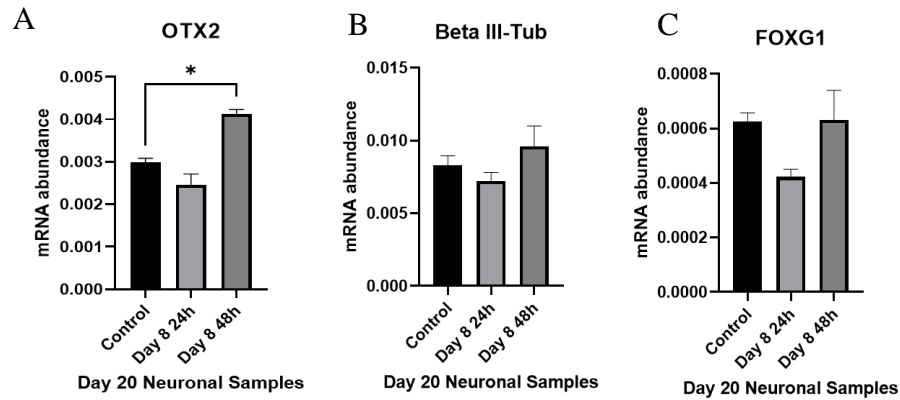 A
OTX2
mRNA abundance
0.005
0.004
0.003
0.002
0.001
0.000
*
Control
Day 8 24h
Day 8 48h
Day 20 Neuronal Samples
B
Beta III-Tub
mRNA abundance
0.015
0.010
0.005
0.000
Control
Day 8 24h
Day 8 48h
Day 20 Neuronal Samples
C
FOXG1
mRNA abundance
0.0008
0.0006
0.0004
0.0002
0.0000
Control
Day 8 24h
Day 8 48h
Day 20 Neuronal Samples